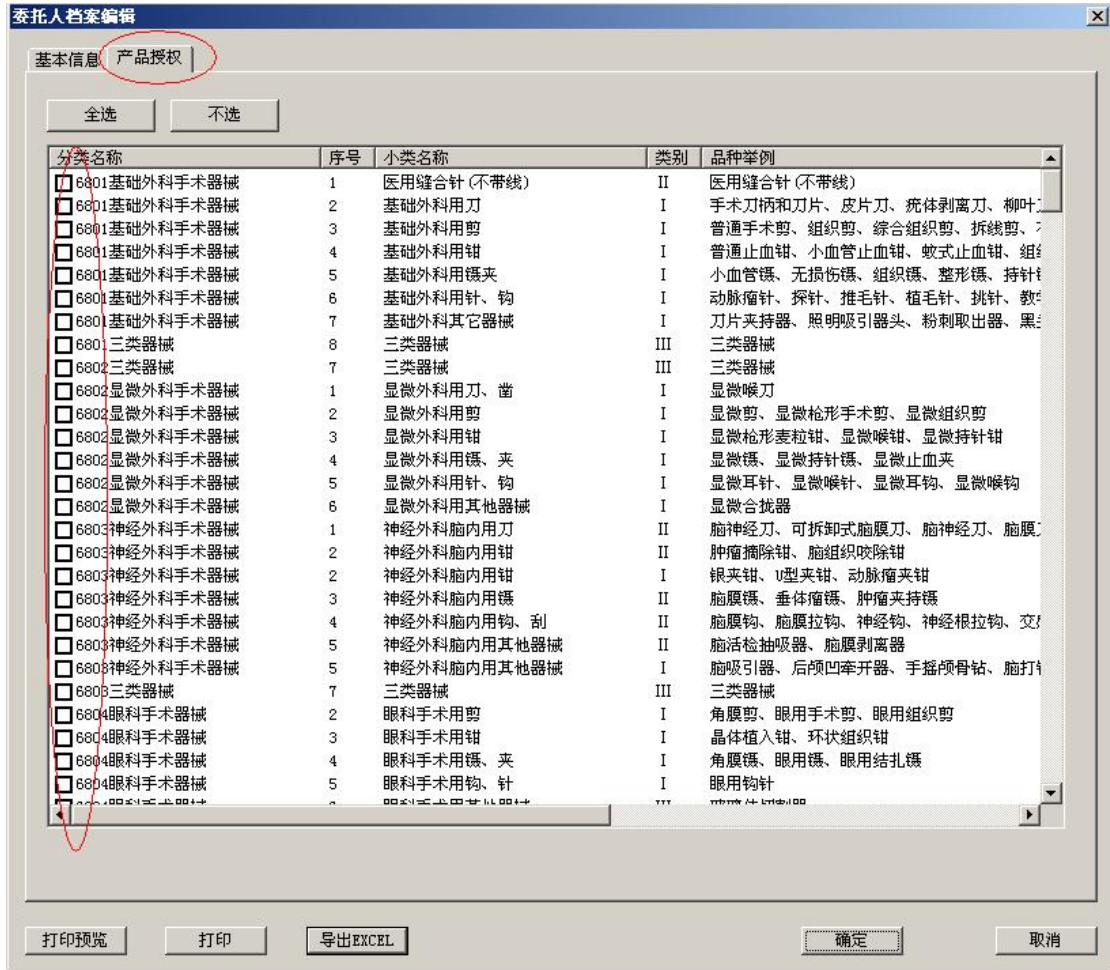 委托人档案编辑
基本信息 产品授权
全选 不选
分类名称 序号 小类名称 类别 品种举例
6801基础外科手术器械 1 医用缝合针(不带线) II 医用缝合针(不带线)
6801基础外科手术器械 2 基础外科用刀 I 手术刀柄和刀片、皮片刀、疣体剥离刀、柳叶
6801基础外科手术器械 3 基础外科用剪 I 普通手术剪、组织剪、综合组织剪、拆线剪、
6801基础外科手术器械 4 基础外科用钳 I 普通止血钳、小血管止血钳、蚊式止血钳、组
6801基础外科手术器械 5 基础外科用镊夹 I 小血管镊、无损伤镊、组织镊、整形镊、持针
6801基础外科手术器械 6 基础外科用针、钩 I 动脉瘤针、探针、推毛针、植毛针、挑针、教
6801基础外科手术器械 7 基础外科其它器械 I 刀片夹持器、照明吸引器头、粉刺取出器、黑
6801三类器械 8 三类器械 III 三类器械
6802三类器械 7 三类器械 III 三类器械
6802显微外科手术器械 1 显微外科用刀、凿 I 显微喉刀
6802显微外科手术器械 2 显微外科用剪 I 显微剪、显微枪形手术剪、显微组织剪
6802显微外科手术器械 3 显微外科用钳 I 显微枪形麦粒钳、显微喉钳、显微持针钳
6802显微外科手术器械 4 显微外科用镊、夹 I 显微镊、显微持针镊、显微止血夹
6802显微外科手术器械 5 显微外科用针、钩 I 显微耳针、显微喉针、显微耳钩、显微喉钩
6802显微外科手术器械 6 显微外科用其他器械 I 显微合拢器
6803神经外科手术器械 1 神经外科脑内用刀 II 脑神经刀、可拆卸式脑膜刀、脑神经刀、脑膜
6803神经外科手术器械 2 神经外科脑内用钳 II 肿瘤摘除钳、脑组织咬除钳
6803神经外科手术器械 2 神经外科脑内用钳 I 银夹钳、U型夹钳、动脉瘤夹钳
6803神经外科手术器械 3 神经外科脑内用镊 II 脑膜镊、垂体瘤镊、肿瘤夹持镊
6803神经外科手术器械 4 神经外科脑内用钩、刮 II 脑膜钩、脑膜拉钩、神经钩、神经根拉钩、交
6803神经外科手术器械 5 神经外科脑内用其他器械 II 脑活检抽吸器、脑膜剥离器
6803神经外科手术器械 5 神经外科脑内用其他器械 I 脑吸引器、后颅凹牵开器、手摇颅骨钻、脑打
6803三类器械 7 三类器械 III 三类器械
6804眼科手术器械 2 眼科手术用剪 I 角膜剪、眼用手术剪、眼用组织剪
6804眼科手术器械 3 眼科手术用钳 I 晶体植入钳、环状组织钳
6804眼科手术器械 4 眼科手术用镊、夹 I 角膜镊、眼用镊、眼用结扎镊
6804眼科手术器械 5 眼科手术用钩、针 I 眼用钩针
打印预览 打印 导出EXCEL 确定 取消